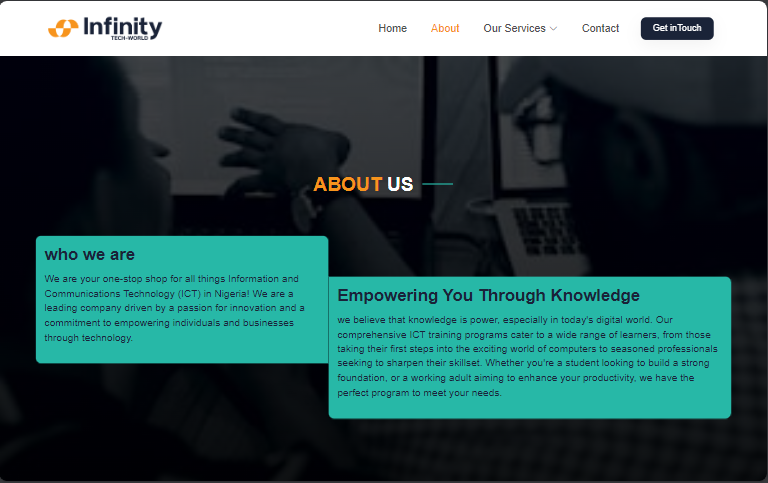 Infinity
TECH-WORLD
Home
About
Our Services
Contact
Get inTouch
ABOUT US
who we are
We are your one-stop shop for all things Information and
Communications Technology (ICT) in Nigeria! We are a
leading company driven by a passion for innovation and a
commitment to empowering individuals and businesses
through technology.
Empowering You Through Knowledge
we believe that knowledge is power, especially in today's digital world. Our
comprehensive ICT training programs cater to a wide range of learners, from those
taking their first steps into the exciting world of computers to seasoned professionals
seeking to sharpen their skillset. Whether you're a student looking to build a strong
foundation, or a working adult aiming to enhance your productivity, we have the
perfect program to meet your needs.